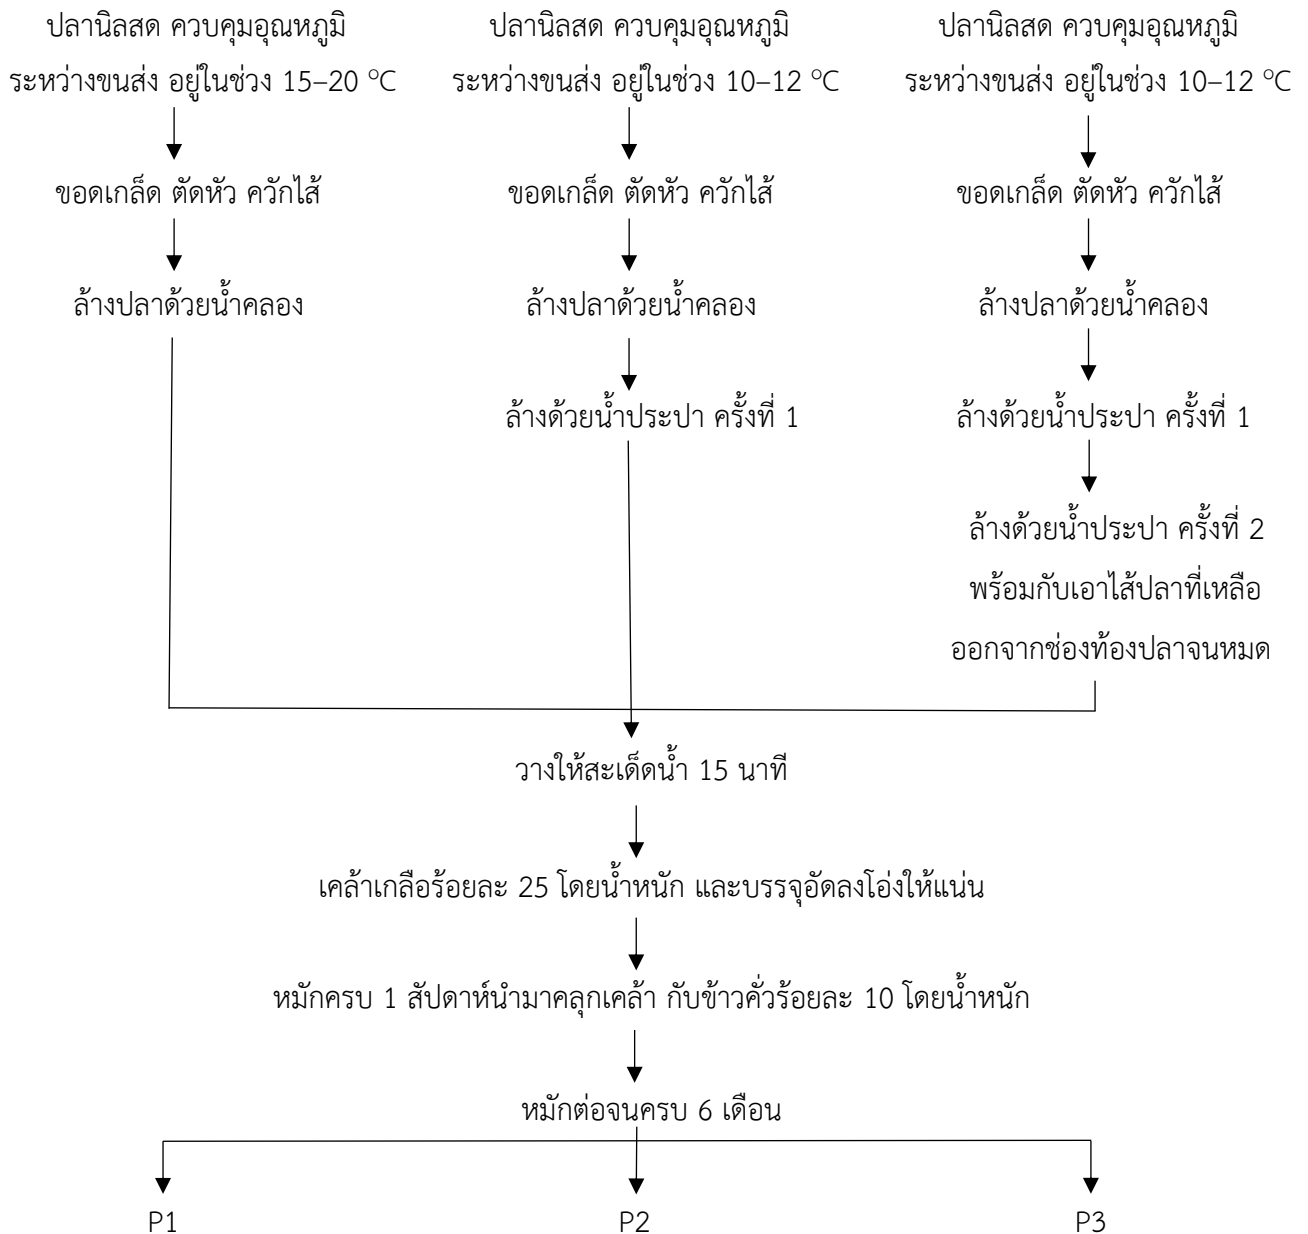 ปลานิลสด ควบคุมอุณหภูมิ
ระหว่างขนส่ง อยู่ในช่วง 15–20 °C
ขอดเกล็ด ตัดหัว ควักไส้
ล้างปลาด้วยน้ำคลอง
ปลานิลสด ควบคุมอุณหภูมิ
ระหว่างขนส่ง อยู่ในช่วง 10–12 °C
ขอดเกล็ด ตัดหัว ควักไส้
ล้างปลาด้วยน้ำคลอง
ล้างด้วยน้ำประปา ครั้งที่ 1
ปลานิลสด ควบคุมอุณหภูมิ
ระหว่างขนส่ง อยู่ในช่วง 10–12 °C
ขอดเกล็ด ตัดหัว ควักไส้
ล้างปลาด้วยน้ำคลอง
ล้างด้วยน้ำประปา ครั้งที่ 1
ล้างด้วยน้ำประปา ครั้งที่ 2
พร้อมกับเอาไส้ปลาที่เหลือ
ออกจากช่องท้องปลาจนหมด
วางให้สะเด็ดน้ำ 15 นาที
เคล้าเกลือร้อยละ 25 โดยน้ำหนัก และบรรจุอัดลงโอ่งให้แน่น
หมักครบ 1 สัปดาห์นำมาคลุกเคล้า กับข้าวคั่วร้อยละ 10 โดยน้ำหนัก
หมักต่อจนครบ 6 เดือน
P1
P2
P3